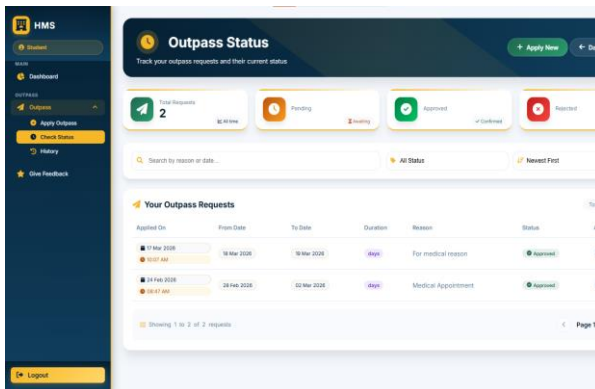 HMS
Student
MAIN
Dashboard
OUTPASS
Outpass
Apply Outpass
Check Status
History
Give Feedback
Logout
Outpass Status
Track your outpass requests and their current status
+ Apply New
Total Requests
2
All time
Pending
Awaiting
Approved
✓ Confirmed
Rejected
Search by reason or date...
All Status
Newest First
Your Outpass Requests
Applied On From Date To Date Duration Reason Status
17 Mar 2026
10:07 AM
18 Mar 2026 19 Mar 2026 days For medical reason Approved
24 Feb 2026
08:47 AM
28 Feb 2026 02 Mar 2026 days Medical Appointment Approved
Showing 1 to 2 of 2 requests
Page 1